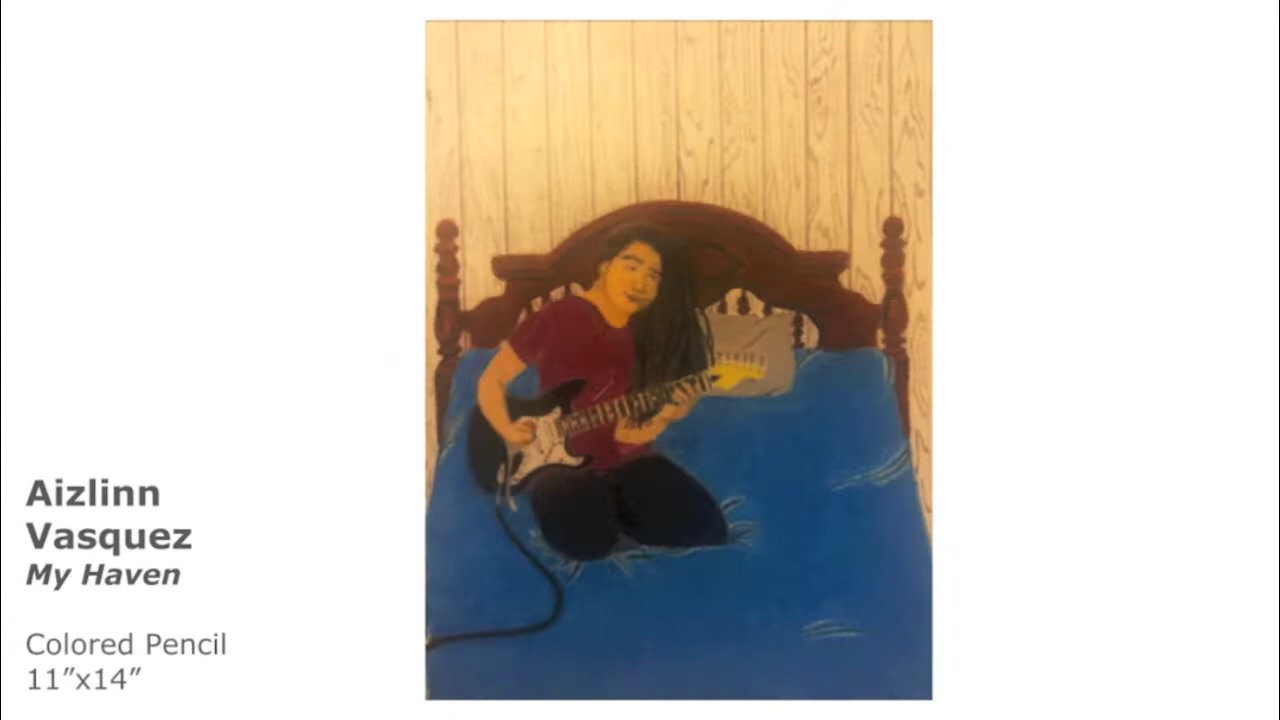 Aizlinn
Vasquez
My Haven
Colored Pencil
11”x14”